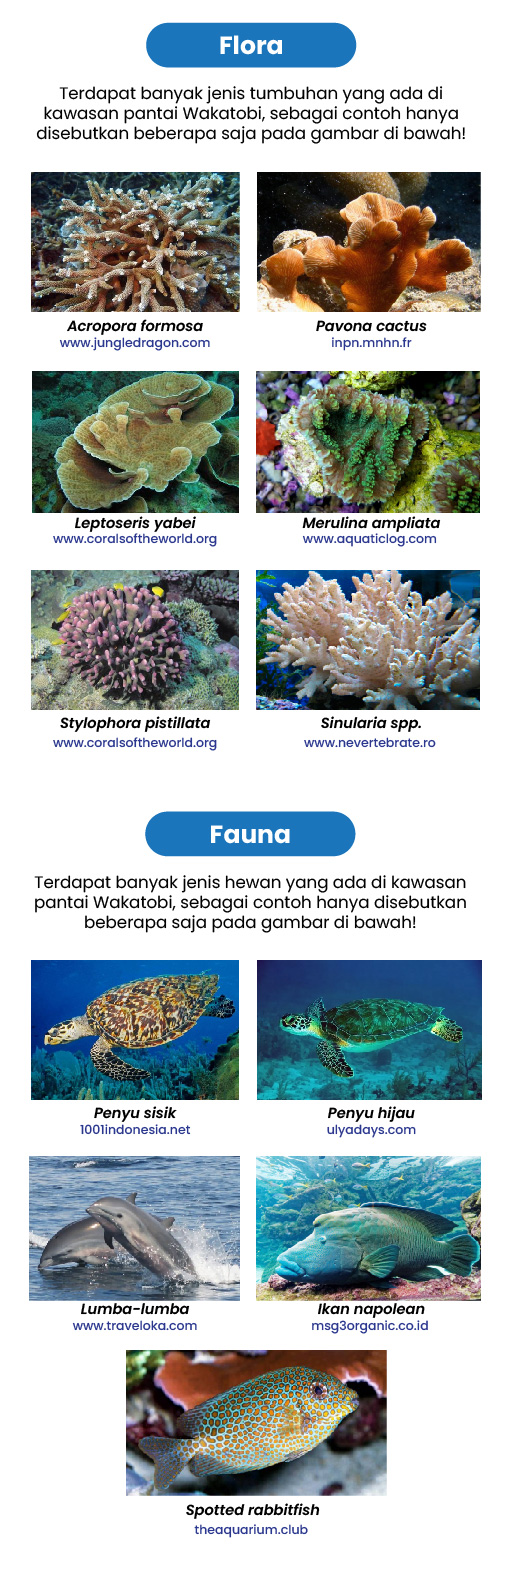 Flora
Terdapat banyak jenis tumbuhan yang ada di
kawasan pantai Wakatobi, sebagai contoh hanya
disebutkan beberapa saja pada gambar di bawah!
Acropora formosa
www.jungledragon.com
Pavona cactus
inpn.mnhn.fr
Leptoseris yabei
www.coralsoftheworld.org
Merulina ampliata
www.aquaticlog.com
Stylophora pistillata
www.coralsoftheworld.org
Sinularia spp.
www.nevertebrate.ro
Fauna
Terdapat banyak jenis hewan yang ada di kawasan
pantai Wakatobi, sebagai contoh hanya disebutkan
beberapa saja pada gambar di bawah!
Penyu sisik
1001indonesia.net
Penyu hijau
ulyadays.com
Lumba-lumba
www.traveloka.com
Ikan napolean
msg3organic.co.id
Spotted rabbitfish
theaquarium.club